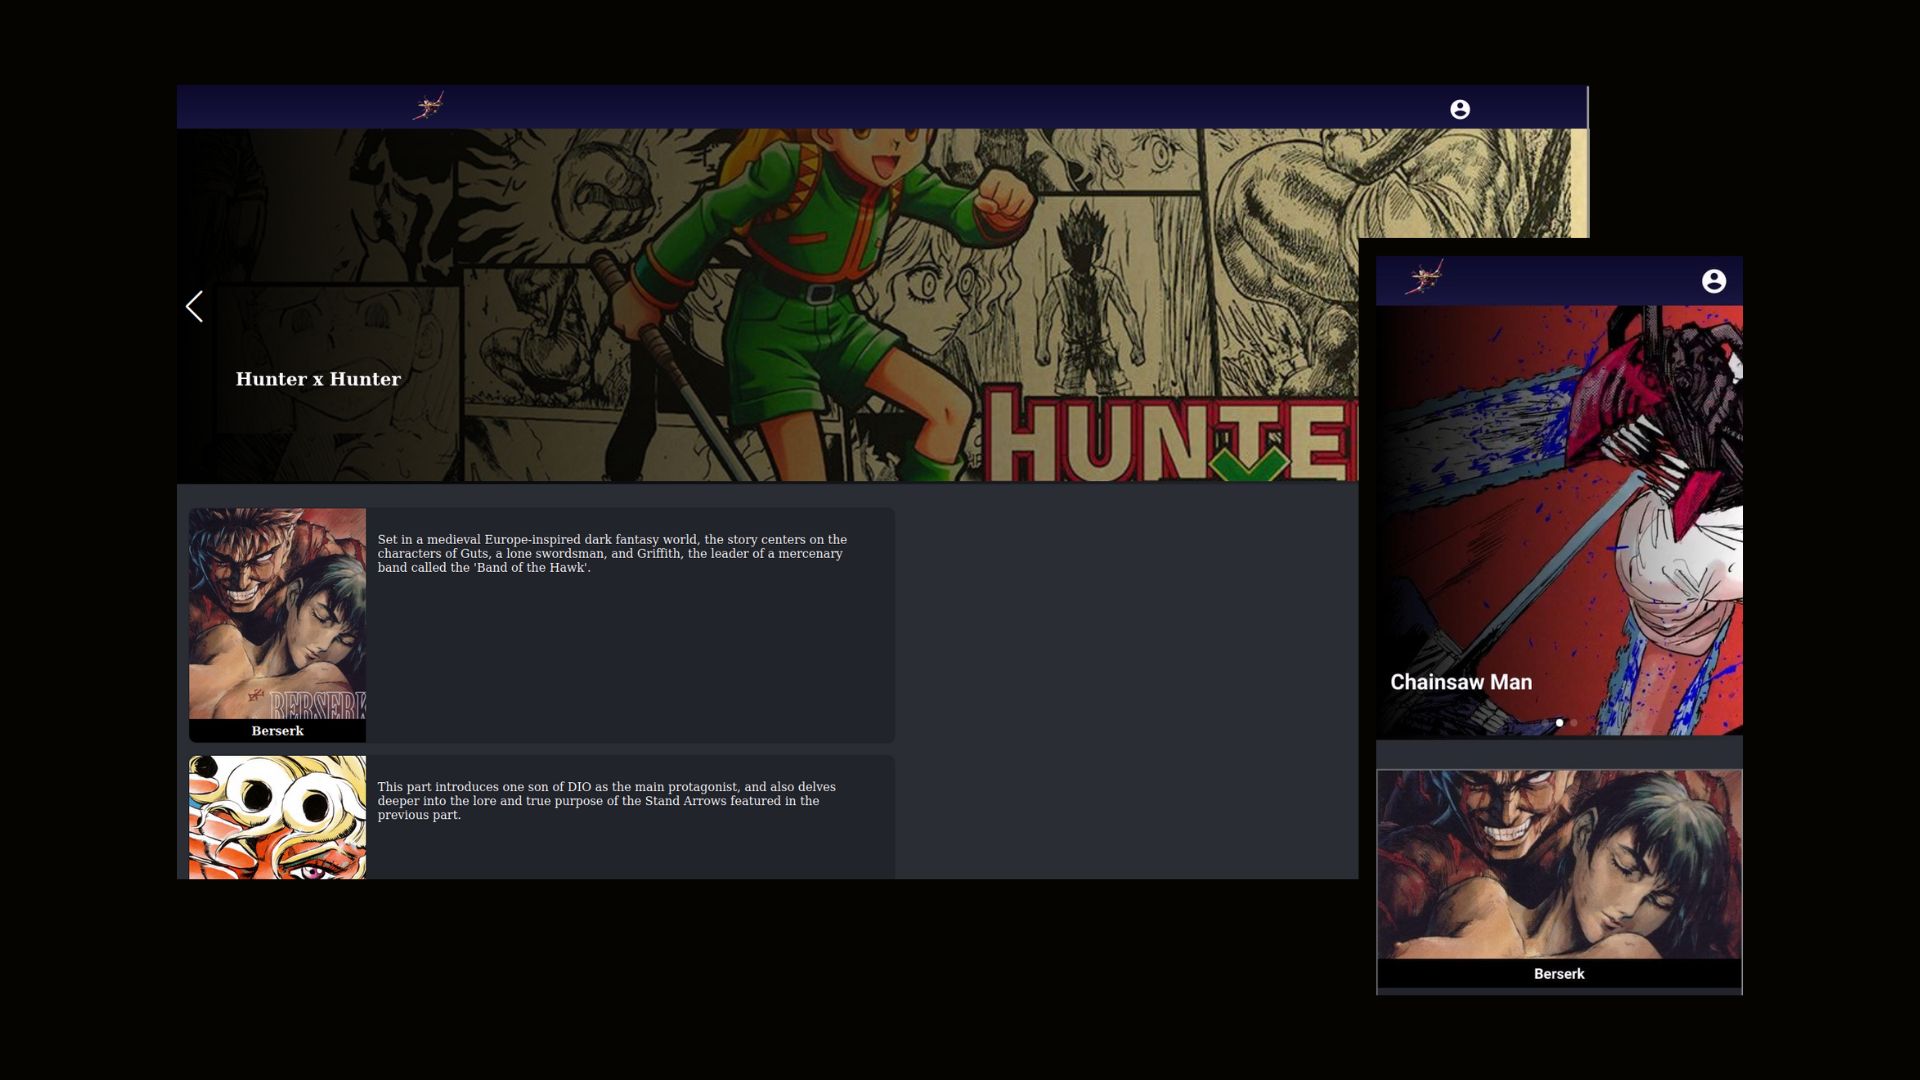 Hunter x Hunter
HUNTE
Set in a medieval Europe-inspired dark fantasy world, the story centers on the
characters of Guts, a lone swordsman, and Griffith, the leader of a mercenary
band called the 'Band of the Hawk'.
BERSERK
Berserk
This part introduces one son of DIO as the main protagonist, and also delves
deeper into the lore and true purpose of the Stand Arrows featured in the
previous part.
Chainsaw Man
Berserk